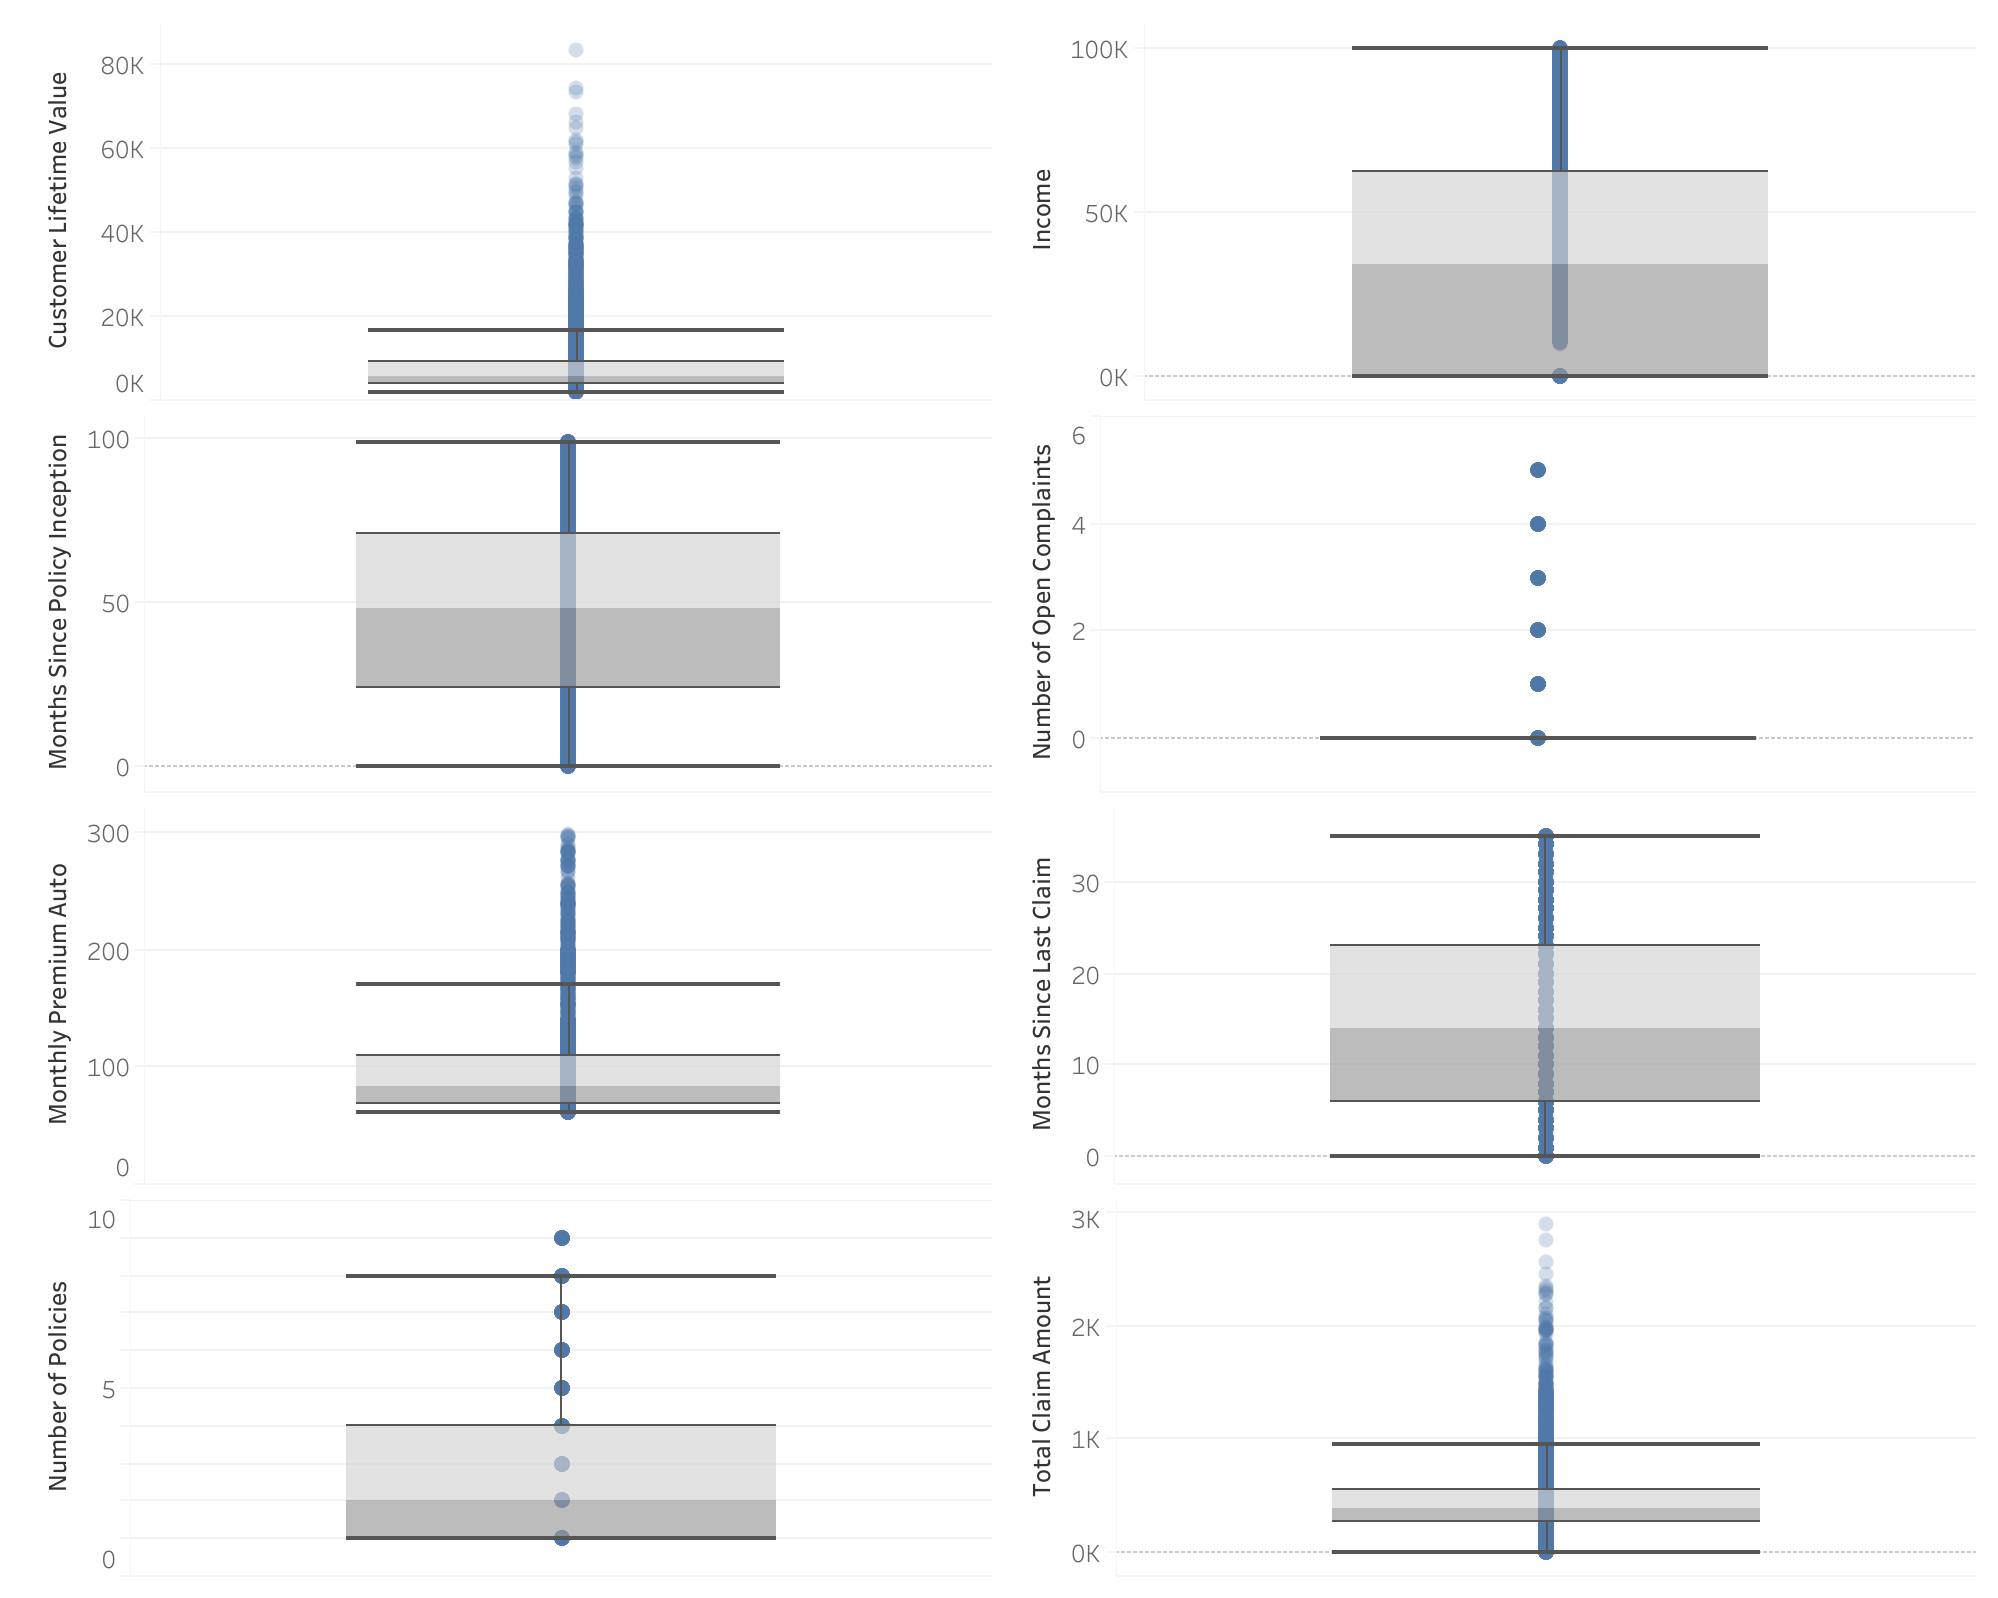 Customer Lifetime Value
80K
60K
40K
20K
0K
Income
100K
50K
0K
Months Since Policy Inception
100
50
0
Number of Open Complaints
6
4
2
0
Monthly Premium Auto
300
200
100
0
Months Since Last Claim
30
20
10
0
Number of Policies
10
5
0
Total Claim Amount
3K
2K
1K
0K